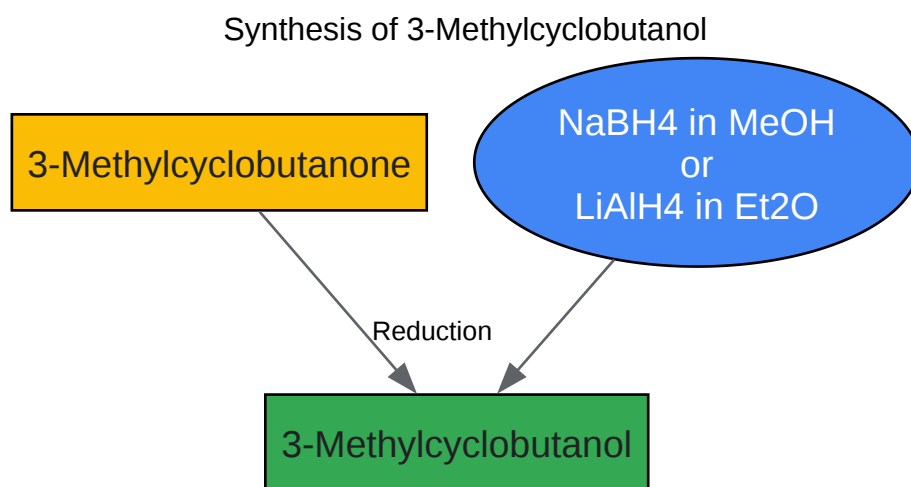 Synthesis of 3-Methylcyclobutanol
3-Methylcyclobutanone
NaBH4 in MeOH
or
LiAlH4 in Et2O
Reduction
3-Methylcyclobutanol